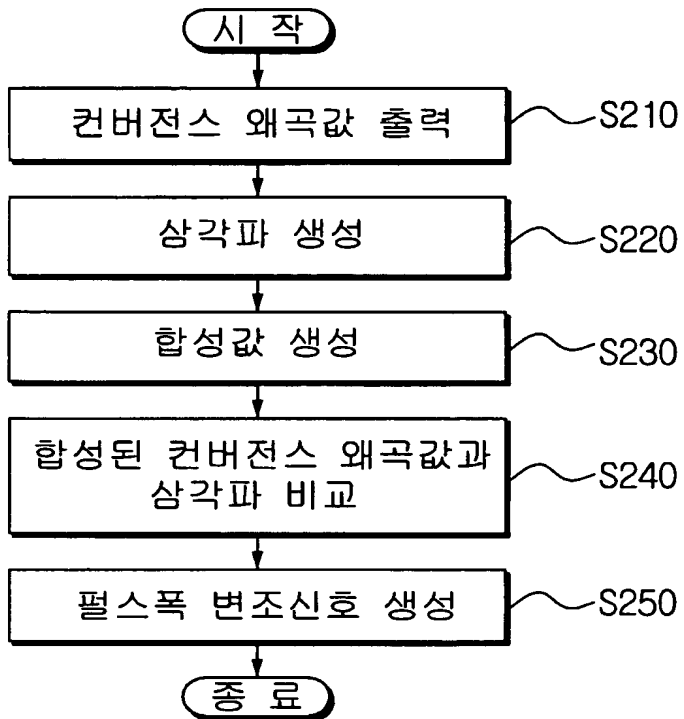 시 작
컨버전스 왜곡값 출력
S210
삼각파 생성
S220
합성값 생성
S230
합성된 컨버전스 왜곡값과
삼각파 비교
S240
펄스폭 변조신호 생성
S250
종 료